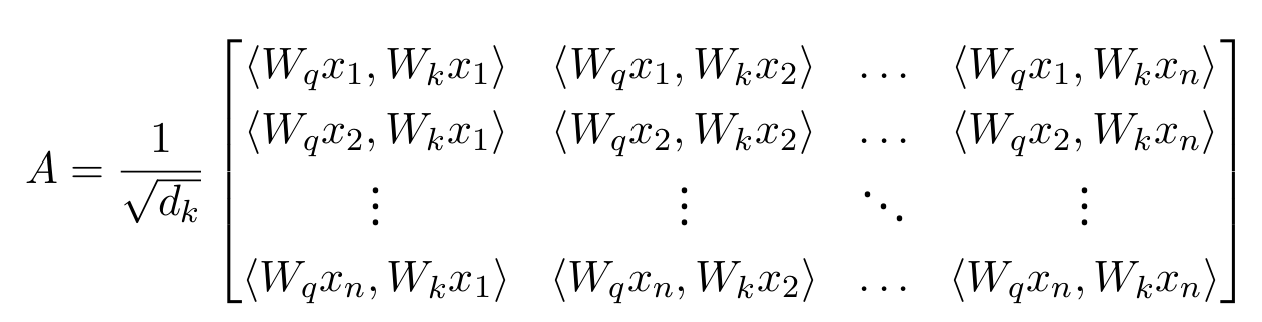 A = \frac{1}{\sqrt{d_k}} \begin{bmatrix} \langle W_q x_1, W_k x_1 \rangle & \langle W_q x_1, W_k x_2 \rangle & \dots & \langle W_q x_1, W_k x_n \rangle \\ \langle W_q x_2, W_k x_1 \rangle & \langle W_q x_2, W_k x_2 \rangle & \dots & \langle W_q x_2, W_k x_n \rangle \\ \vdots & \vdots & \ddots & \vdots \\ \langle W_q x_n, W_k x_1 \rangle & \langle W_q x_n, W_k x_2 \rangle & \dots & \langle W_q x_n, W_k x_n \rangle \end{bmatrix}